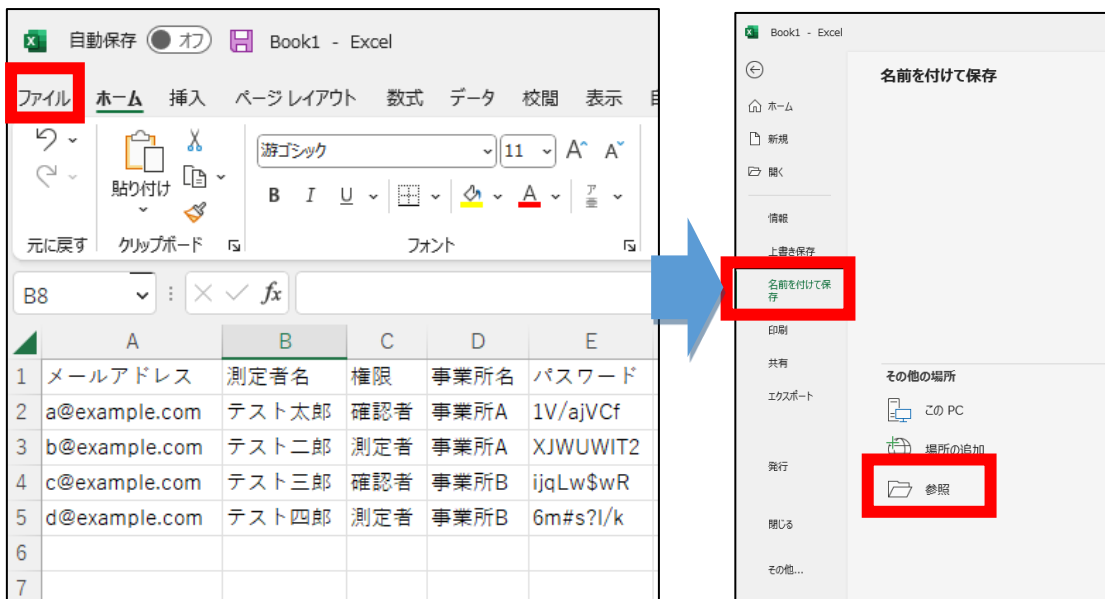 自動保存 オフ Book1 - Excel
ファイル ホーム 挿入 ページ レイアウト 数式 データ 校閲 表示
貼り付け
游ゴシック 11 A A
B I U A ア
元に戻す クリップボード フォント
B8 fx
A B C D E
1 メールアドレス 測定者名 権限 事業所名 パスワード
2 a@example.com テスト太郎 確認者 事業所A 1V/ajVCf
3 b@example.com テスト二郎 測定者 事業所A XJWUWIT2
4 c@example.com テスト三郎 確認者 事業所B ijqLw$wR
5 d@example.com テスト四郎 測定者 事業所B 6m#s?I/k
6
7
Book1 - Excel
名前を付けて保存
ホーム
新規
開く
情報
上書き保存
名前を付けて保
存
印刷
共有
エクスポート
発行
閉じる
その他...
その他の場所
この PC
場所の追加
参照